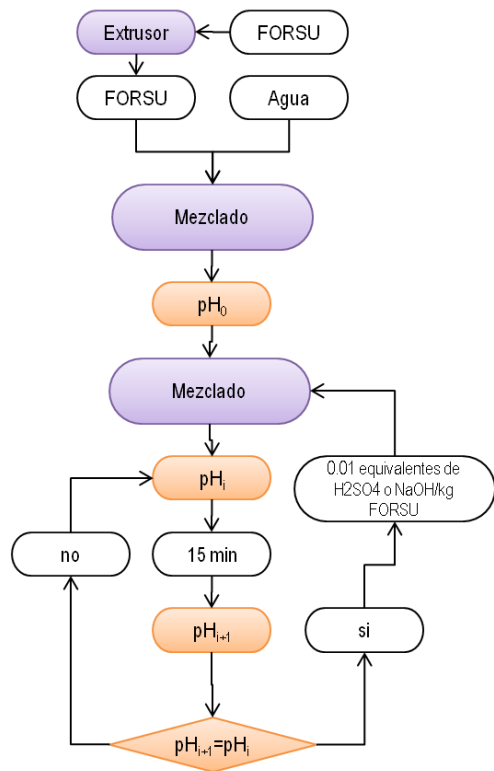 Extrusor
FORSU
FORSU
Agua
Mezclado
pH₀
Mezclado
pHᵢ
0.01 equivalentes de
H2SO4 o NaOH/kg
FORSU
no
15 min
pHᵢ₊₁
si
pHᵢ₊₁=pHᵢ